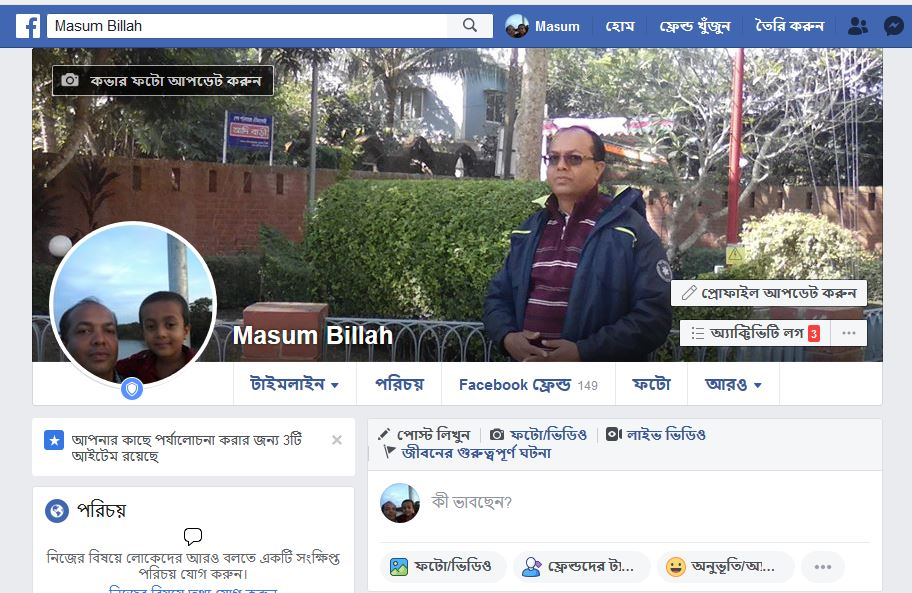 f Masum Billah Masum হোম ফ্রেন্ড খুঁজুন তৈরি করুন
কভার ফটো আপডেট করুন
আদি বাড়ী
প্রোফাইল আপডেট করুন
Masum Billah
অ্যাক্টিভিটি লগ 3
টাইমলাইন পরিচয় Facebook ফ্রেন্ড 149 ফটো আরও
আপনার কাছে পর্যালোচনা করার জন্য 3টি
আইটেম রয়েছে
পোস্ট লিখুন ফটো/ভিডিও লাইভ ভিডিও
জীবনের গুরুত্বপূর্ণ ঘটনা
কী ভাবছেন?
ফটো/ভিডিও ফ্রেন্ডদের টা... অনুভূতি/আ...
পরিচয়
নিজের বিষয়ে লোকেদের আরও বলতে একটি সংক্ষিপ্ত
পরিচয় যোগ করুন।